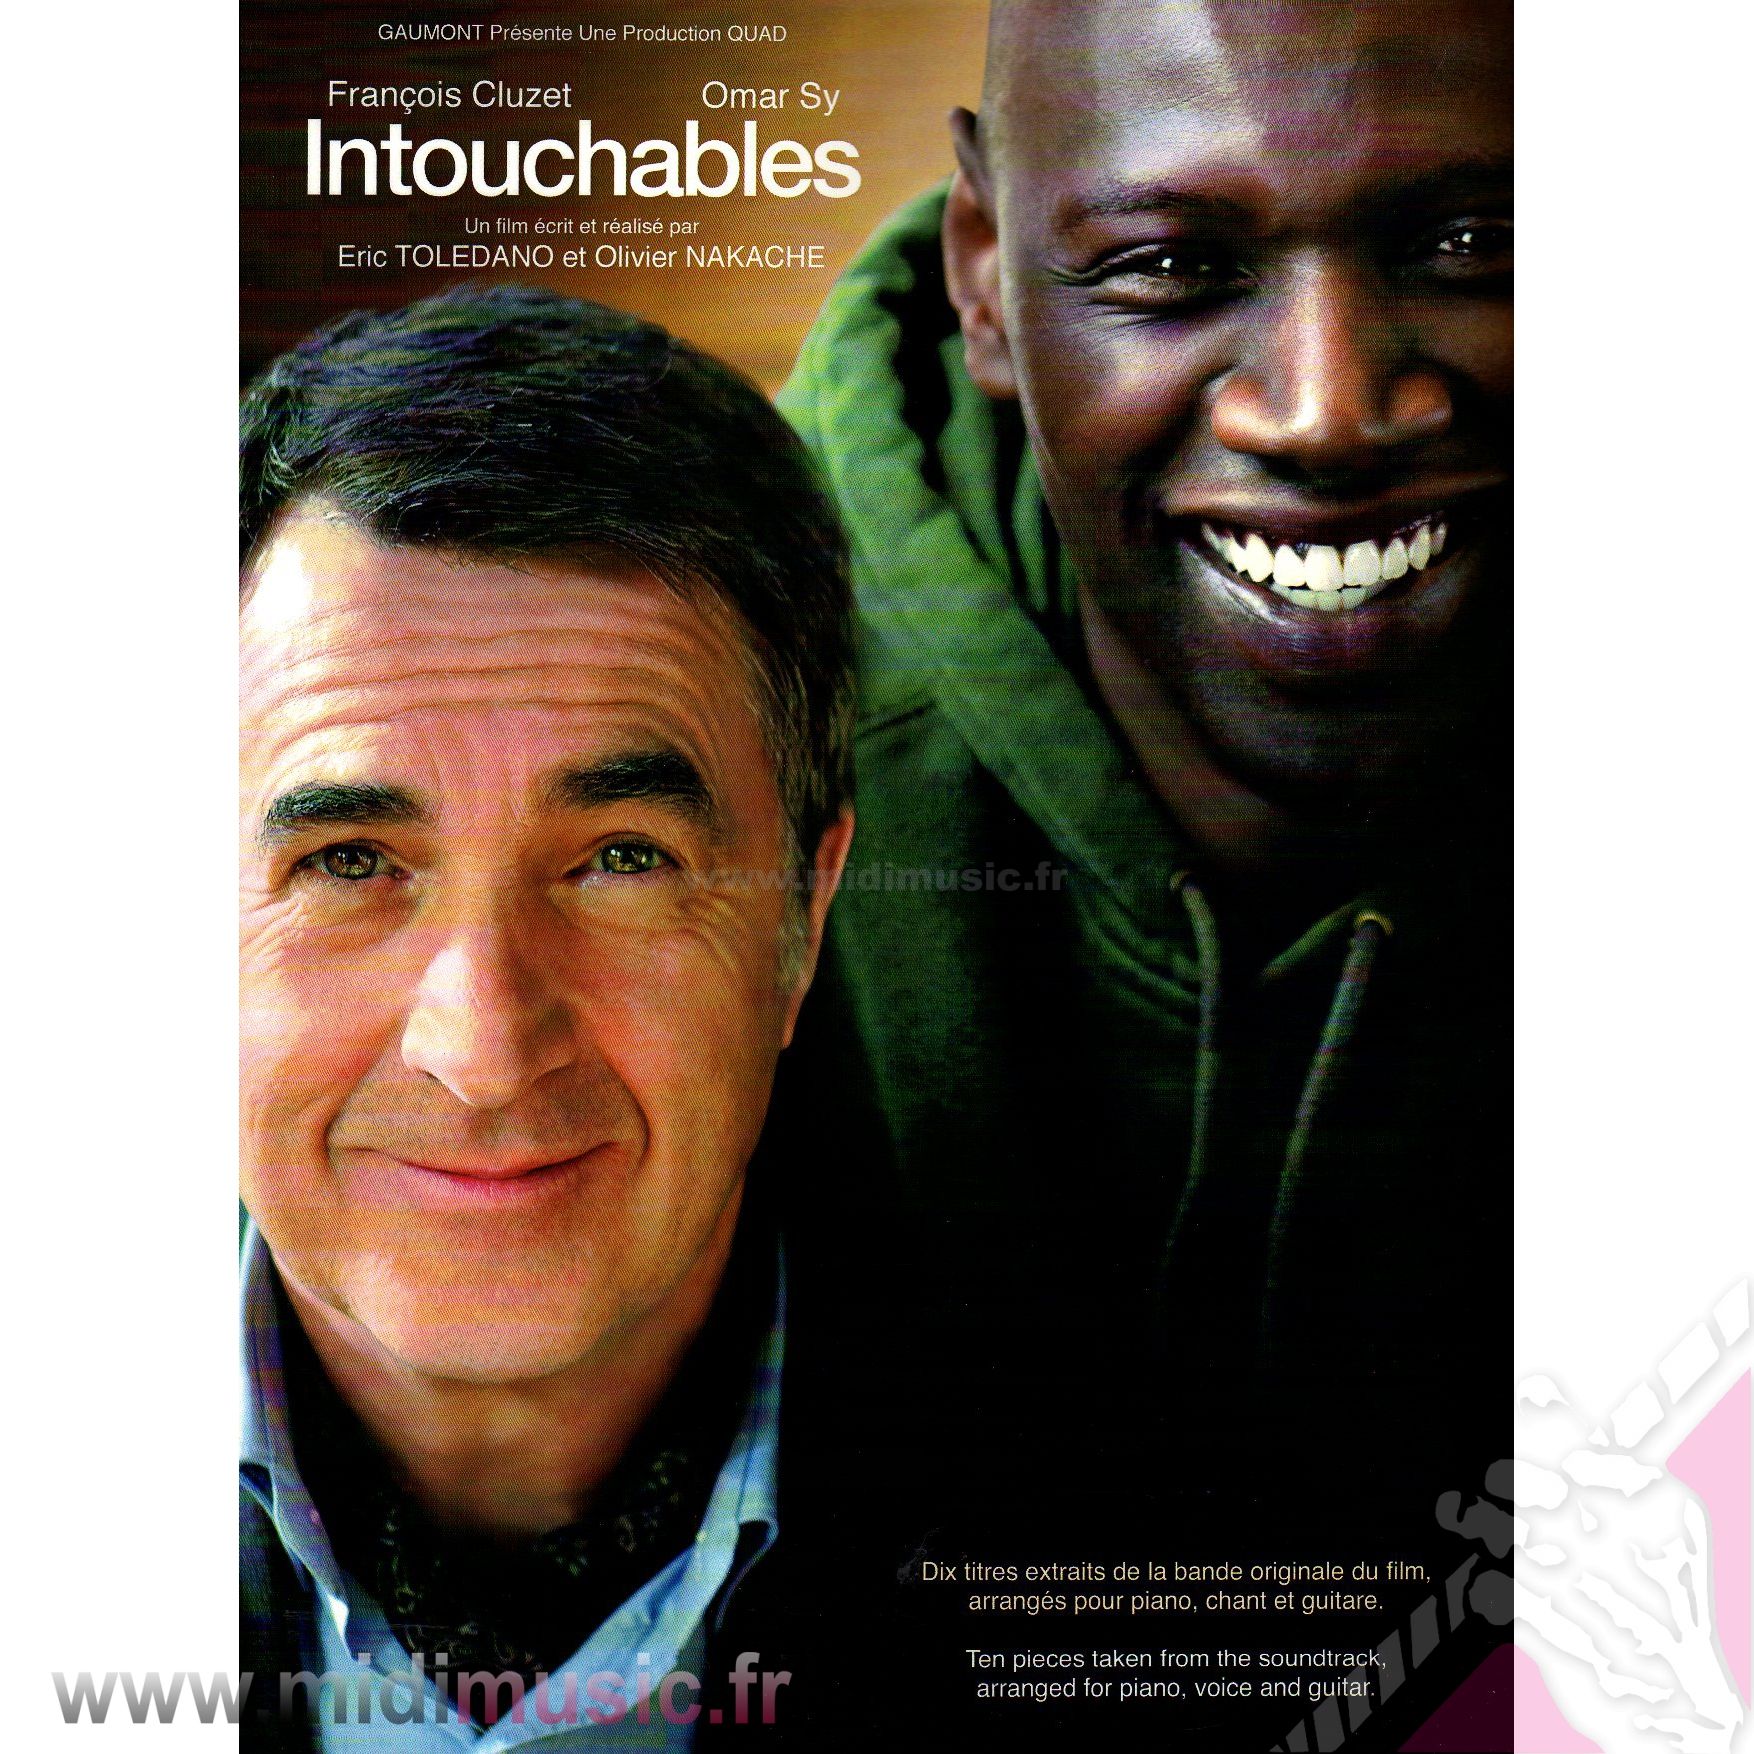 GAUMONT Présente Une Production QUAD
François Cluzet Omar Sy
Intouchables
Un film écrit et réalisé par
Eric TOLEDANO et Olivier NAKACHE
www.midimusic.fr
Dix titres extraits de la bande originale du film,
arrangés pour piano, chant et guitare.
Ten pieces taken from the soundtrack,
arranged for piano, voice and guitar.
www.midimusic.fr